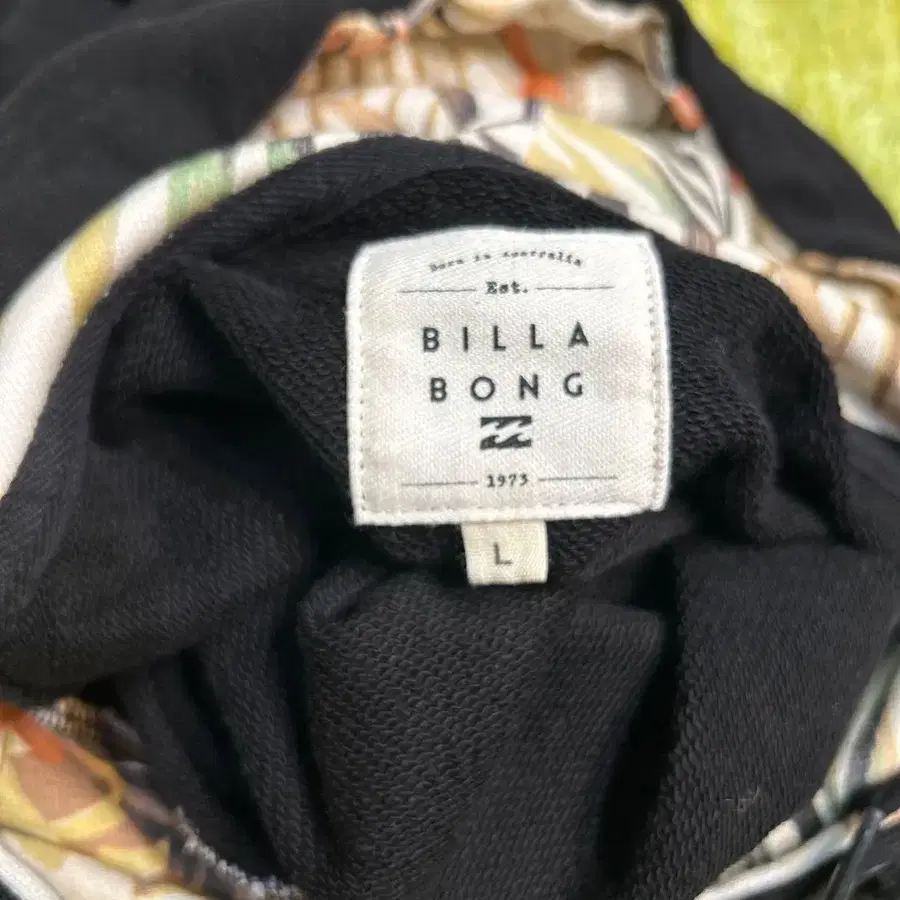 Born in Australia
Est.
BILLA
BONG
1973
L